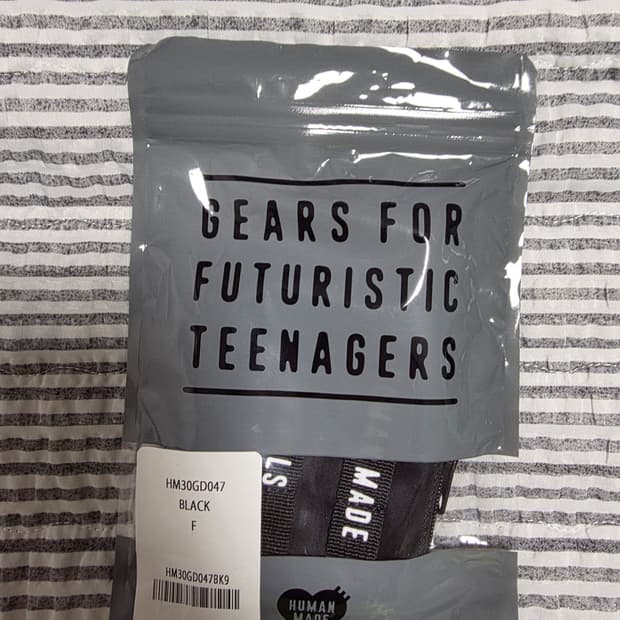 GEARS FOR
FUTURISTIC
TEENAGERS
LS
MADE
HM30GD047
BLACK
F
HM30GD047BK9
HUMAN
MADE